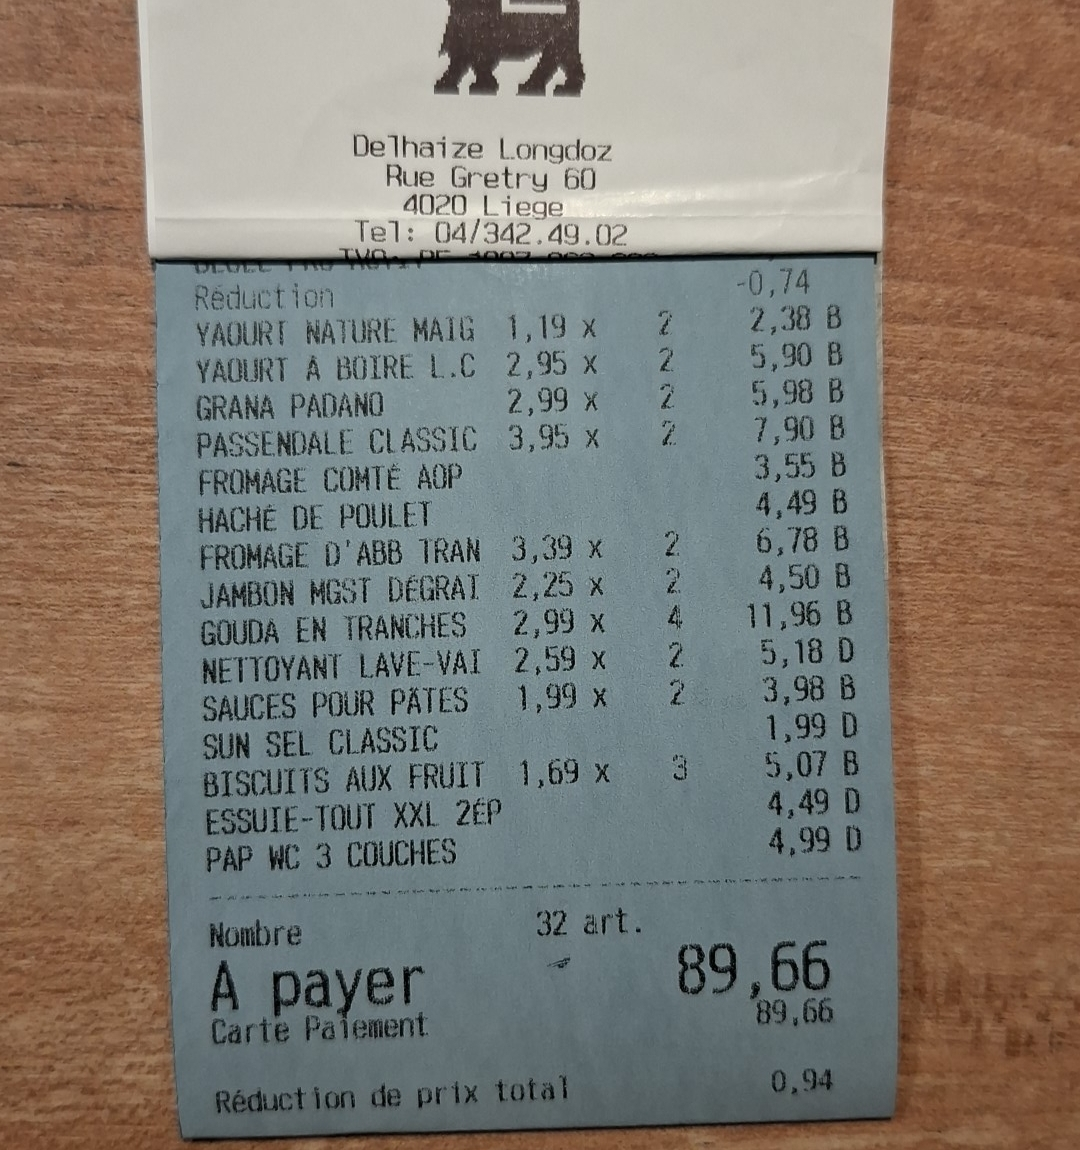 Delhaize Longdoz
Rue Gretry 60
4020 Liege
Tel: 04/342.49.02
Réduction -0,74
YAOURT NATURE MAIG 1,19 x 2 2,38 B
YAOURT A BOIRE L.C 2,95 x 2 5,90 B
GRANA PADANO 2,99 x 2 5,98 B
PASSENDALE CLASSIC 3,95 x 2 7,90 B
FROMAGE COMTÉ AOP 3,55 B
HACHÉ DE POULET 4,49 B
FROMAGE D'ABB TRAN 3,39 x 2 6,78 B
JAMBON MGST DÉGRAI 2,25 x 2 4,50 B
GOUDA EN TRANCHES 2,99 x 4 11,96 B
NETTOYANT LAVE-VAI 2,59 x 2 5,18 D
SAUCES POUR PÂTES 1,99 x 2 3,98 B
SUN SEL CLASSIC 1,99 D
BISCUITS AUX FRUIT 1,69 x 3 5,07 B
ESSUIE-TOUT XXL 2ÉP 4,49 D
PAP WC 3 COUCHES 4,99 D
Nombre 32 art.
A payer 89,66
Carte Paiement 89,66
Réduction de prix total 0,94